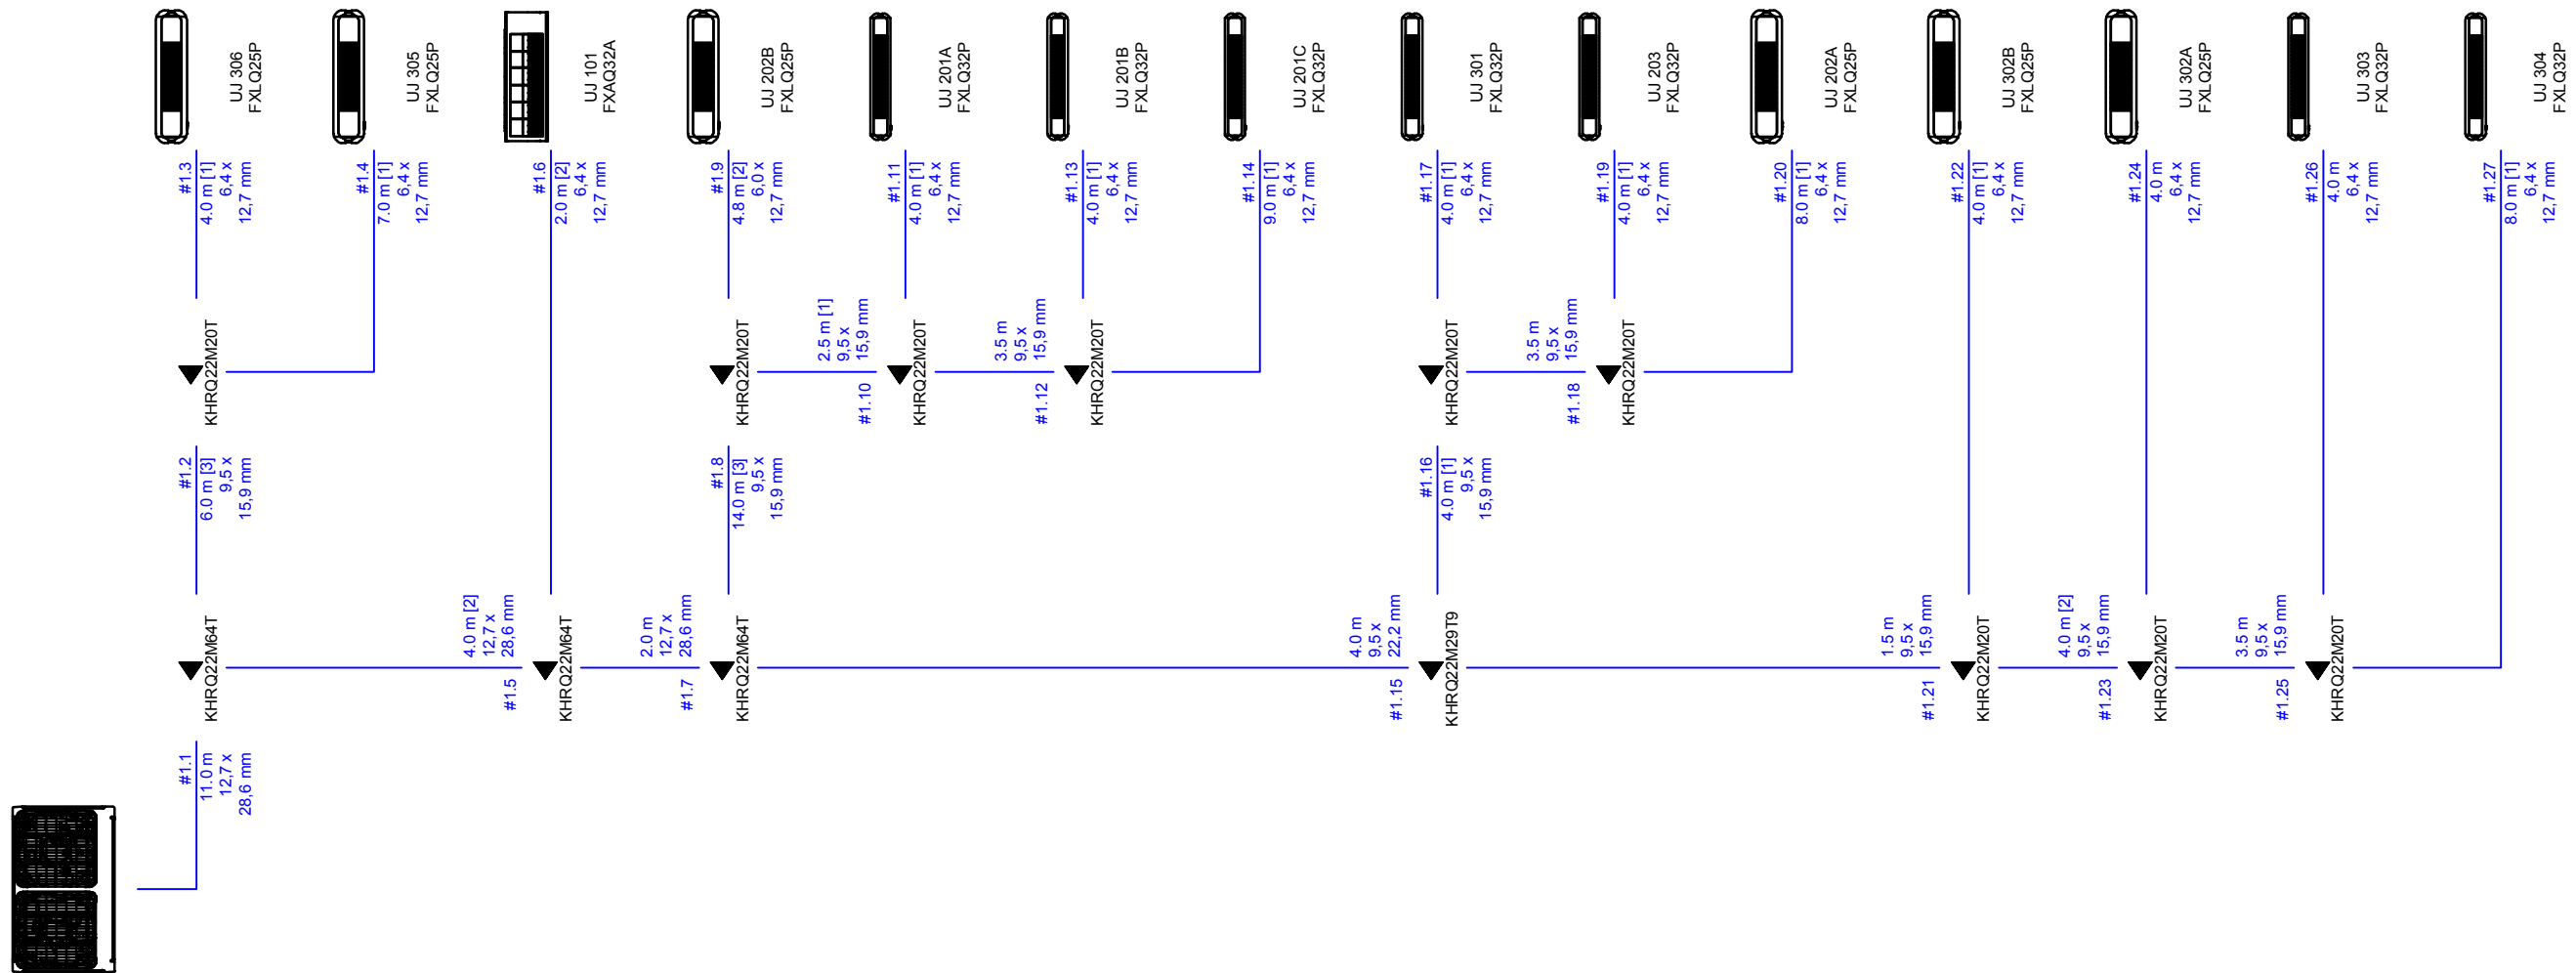 UJ 306
FXLQ25P
UJ 305
FXLQ25P
UJ 101
FXAQ32A
UJ 202B
FXLQ25P
UJ 201A
FXLQ32P
UJ 201B
FXLQ32P
UJ 201C
FXLQ32P
UJ 301
FXLQ32P
UJ 203
FXLQ32P
UJ 202A
FXLQ25P
UJ 302B
FXLQ25P
UJ 302A
FXLQ25P
UJ 303
FXLQ32P
UJ 304
FXLQ32P
#1.3
4.0 m [1]
6,4 x
12,7 mm
#1.4
7.0 m [1]
6,4 x
12,7 mm
#1.6
2.0 m [2]
6,4 x
12,7 mm
#1.9
4.8 m [2]
6,0 x
12,7 mm
#1.11
4.0 m [1]
6,4 x
12,7 mm
#1.13
4.0 m [1]
6,4 x
12,7 mm
#1.14
9.0 m [1]
6,4 x
12,7 mm
#1.17
4.0 m [1]
6,4 x
12,7 mm
#1.19
4.0 m [1]
6,4 x
12,7 mm
#1.20
8.0 m [1]
6,4 x
12,7 mm
#1.22
4.0 m [1]
6,4 x
12,7 mm
#1.24
4.0 m
6,4 x
12,7 mm
#1.26
4.0 m
6,4 x
12,7 mm
#1.27
8.0 m [1]
6,4 x
12,7 mm
KHRQ22M20T
KHRQ22M20T
2.5 m [1]
9,5 x
15,9 mm
#1.10
KHRQ22M20T
3.5 m
9,5 x
15,9 mm
#1.12
KHRQ22M20T
KHRQ22M20T
3.5 m
9,5 x
15,9 mm
#1.18
KHRQ22M20T
#1.2
6.0 m [3]
9,5 x
15,9 mm
#1.8
14.0 m [3]
9,5 x
15,9 mm
#1.16
4.0 m [1]
9,5 x
15,9 mm
KHRQ22M64T
4.0 m [2]
12,7 x
28,6 mm
#1.5
KHRQ22M64T
2.0 m
12,7 x
28,6 mm
#1.7
KHRQ22M64T
4.0 m
9,5 x
22,2 mm
#1.15
KHRQ22M29T9
1.5 m
9,5 x
15,9 mm
#1.21
KHRQ22M20T
4.0 m [2]
9,5 x
15,9 mm
#1.23
KHRQ22M20T
3.5 m
9,5 x
15,9 mm
#1.25
KHRQ22M20T
#1.1
11.0 m
12,7 x
28,6 mm